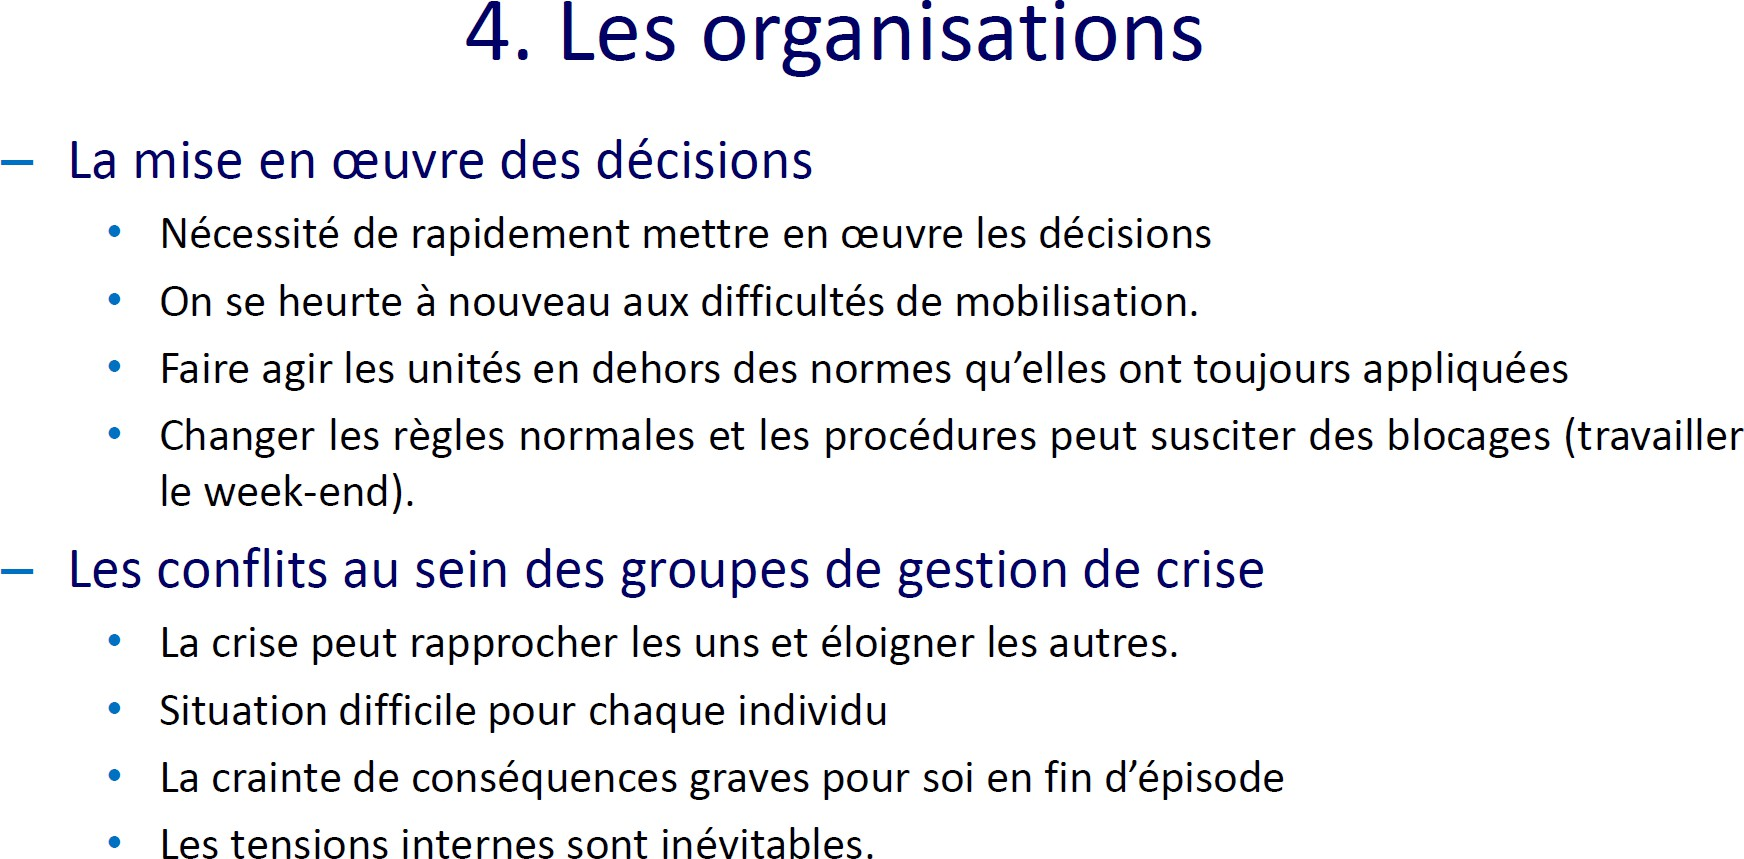 4. Les organisations
– La mise en œuvre des décisions
• Nécessité de rapidement mettre en œuvre les décisions
• On se heurte à nouveau aux difficultés de mobilisation.
• Faire agir les unités en dehors des normes qu’elles ont toujours appliquées
• Changer les règles normales et les procédures peut susciter des blocages (travailler
le week-end).
– Les conflits au sein des groupes de gestion de crise
• La crise peut rapprocher les uns et éloigner les autres.
• Situation difficile pour chaque individu
• La crainte de conséquences graves pour soi en fin d’épisode
• Les tensions internes sont inévitables.